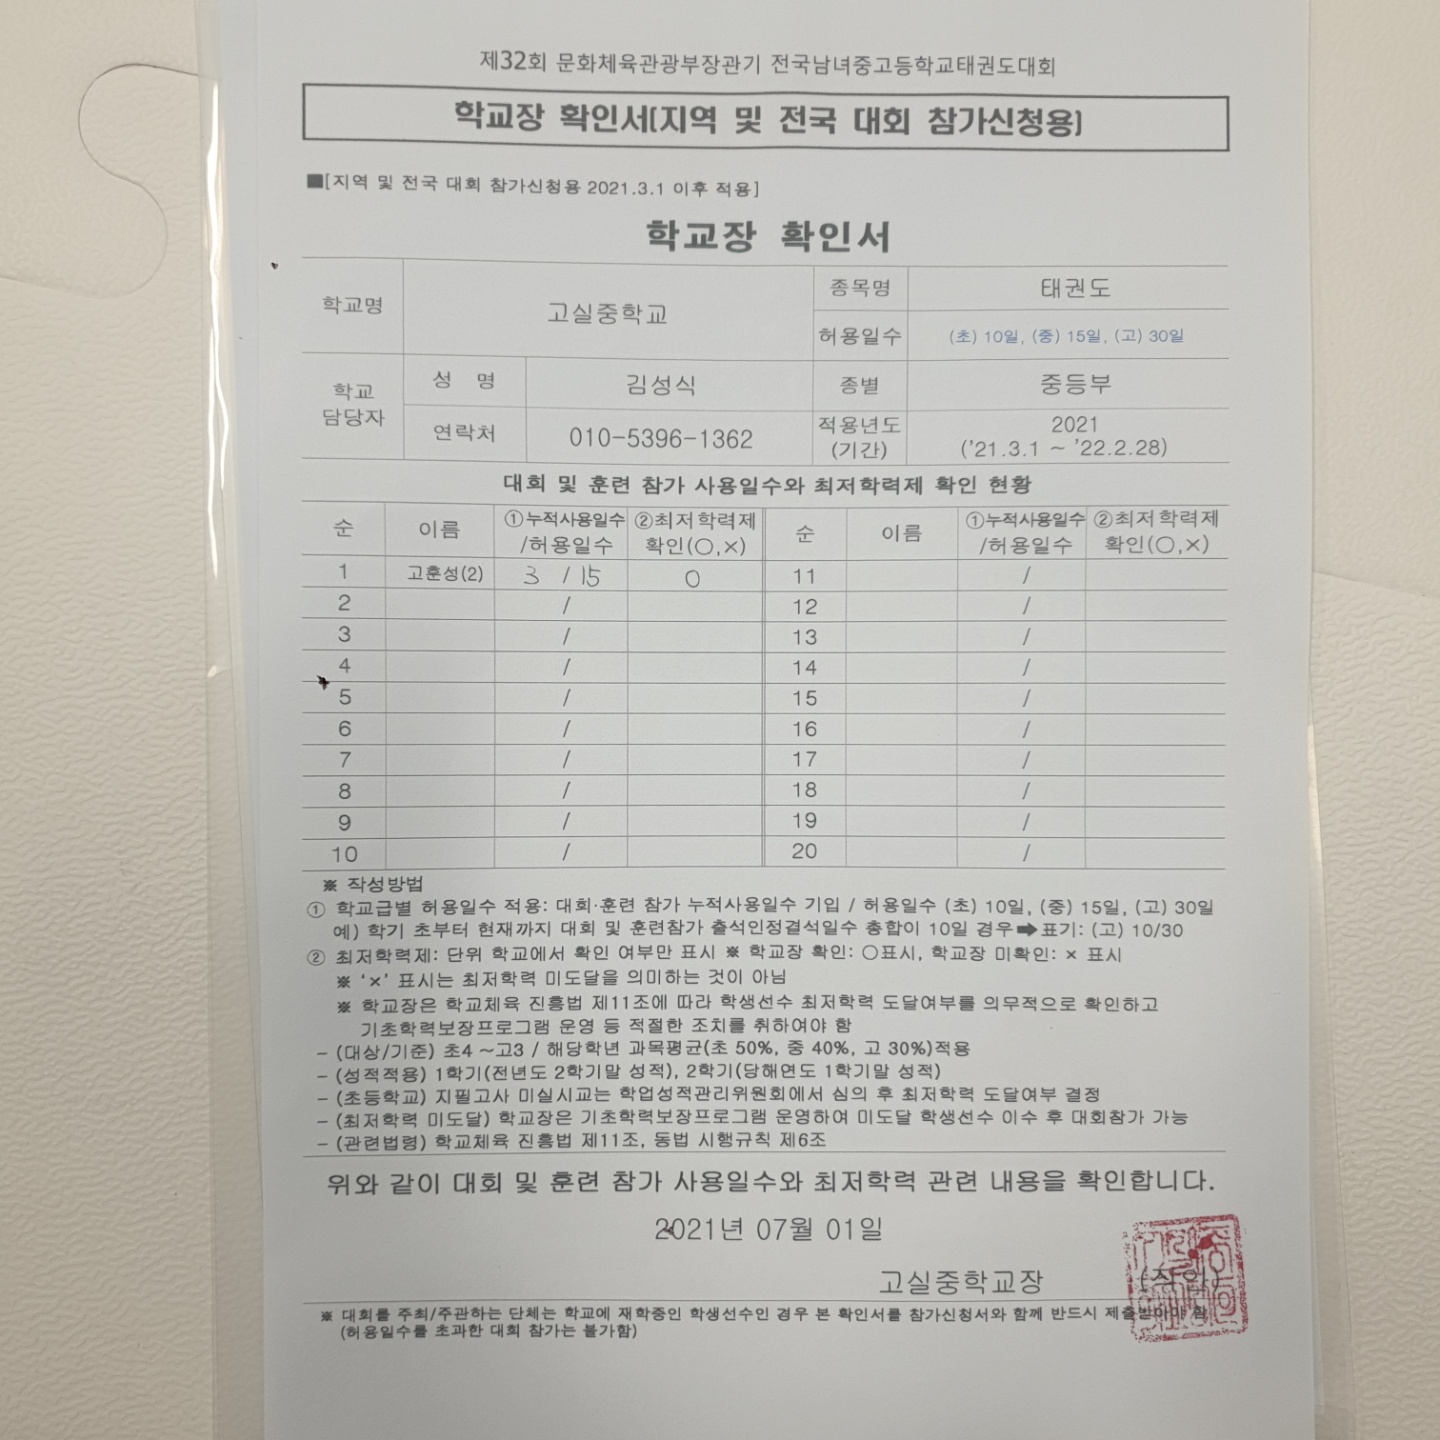 제32회 문화체육관광부장관기 전국남녀중고등학교태권도대회
학교장 확인서(지역 및 전국 대회 참가신청용)
■[지역 및 전국 대회 참가신청용 2021.3.1 이후 적용]
학교장 확인서
학교명 고실중학교 종목명 태권도
허용일수 (초) 10일, (중) 15일, (고) 30일
학교 담당자 성 명 김성식 종별 중등부
연락처 010-5396-1362 적용년도 (기간) 2021 ('21.3.1 ~ '22.2.28)
대회 및 훈련 참가 사용일수와 최저학력제 확인 현황
순 이름 ①누적사용일수 /허용일수 ②최저학력제 확인(○,×) 순 이름 ①누적사용일수 /허용일수 ②최저학력제 확인(○,×)
1 고훈성(2) 3 / 15 O 11 /
2 / 12 /
3 / 13 /
4 / 14 /
5 / 15 /
6 / 16 /
7 / 17 /
8 / 18 /
9 / 19 /
10 / 20 /
※ 작성방법
① 학교급별 허용일수 적용: 대회·훈련 참가 누적사용일수 기입 / 허용일수 (초) 10일, (중) 15일, (고) 30일
예) 학기 초부터 현재까지 대회 및 훈련참가 출석인정결석일수 총합이 10일 경우➡표기: (고) 10/30
② 최저학력제: 단위 학교에서 확인 여부만 표시 ※ 학교장 확인: ○표시, 학교장 미확인: × 표시
※ '×' 표시는 최저학력 미도달을 의미하는 것이 아님
※ 학교장은 학교체육 진흥법 제11조에 따라 학생선수 최저학력 도달여부를 의무적으로 확인하고
기초학력보장프로그램 운영 등 적절한 조치를 취하여야 함
- (대상/기준) 초4 ~고3 / 해당학년 과목평균(초 50%, 중 40%, 고 30%)적용
- (성적적용) 1학기(전년도 2학기말 성적), 2학기(당해연도 1학기말 성적)
- (초등학교) 지필고사 미실시교는 학업성적관리위원회에서 심의 후 최저학력 도달여부 결정
- (최저학력 미도달) 학교장은 기초학력보장프로그램 운영하여 미도달 학생선수 이수 후 대회참가 가능
- (관련법령) 학교체육 진흥법 제11조, 동법 시행규칙 제6조
위와 같이 대회 및 훈련 참가 사용일수와 최저학력 관련 내용을 확인합니다.
2021년 07월 01일
고실중학교장 (직인)
※ 대회를 주최/주관하는 단체는 학교에 재학중인 학생선수인 경우 본 확인서를 참가신청서와 함께 반드시 제출받아야 함
(허용일수를 초과한 대회 참가는 불가함)